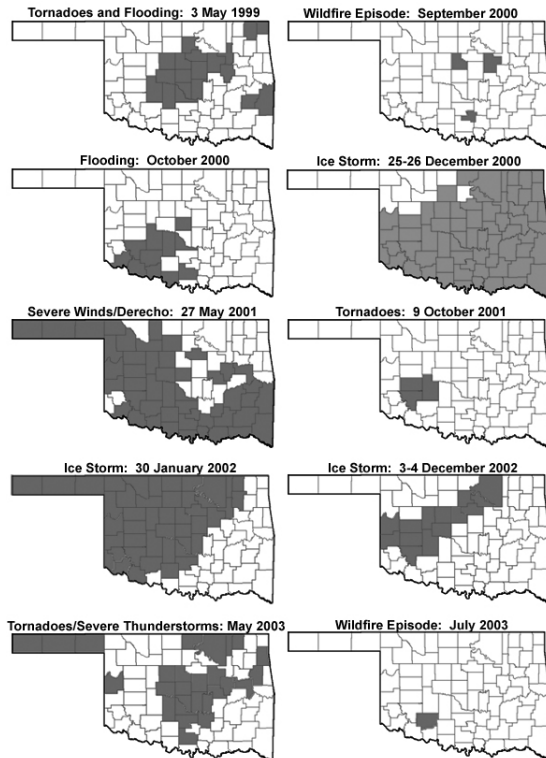 Tornadoes and Flooding: 3 May 1999
Wildfire Episode: September 2000
Flooding: October 2000
Ice Storm: 25-26 December 2000
Severe Winds/Derecho: 27 May 2001
Tornadoes: 9 October 2001
Ice Storm: 30 January 2002
Ice Storm: 3-4 December 2002
Tornadoes/Severe Thunderstorms: May 2003
Wildfire Episode: July 2003